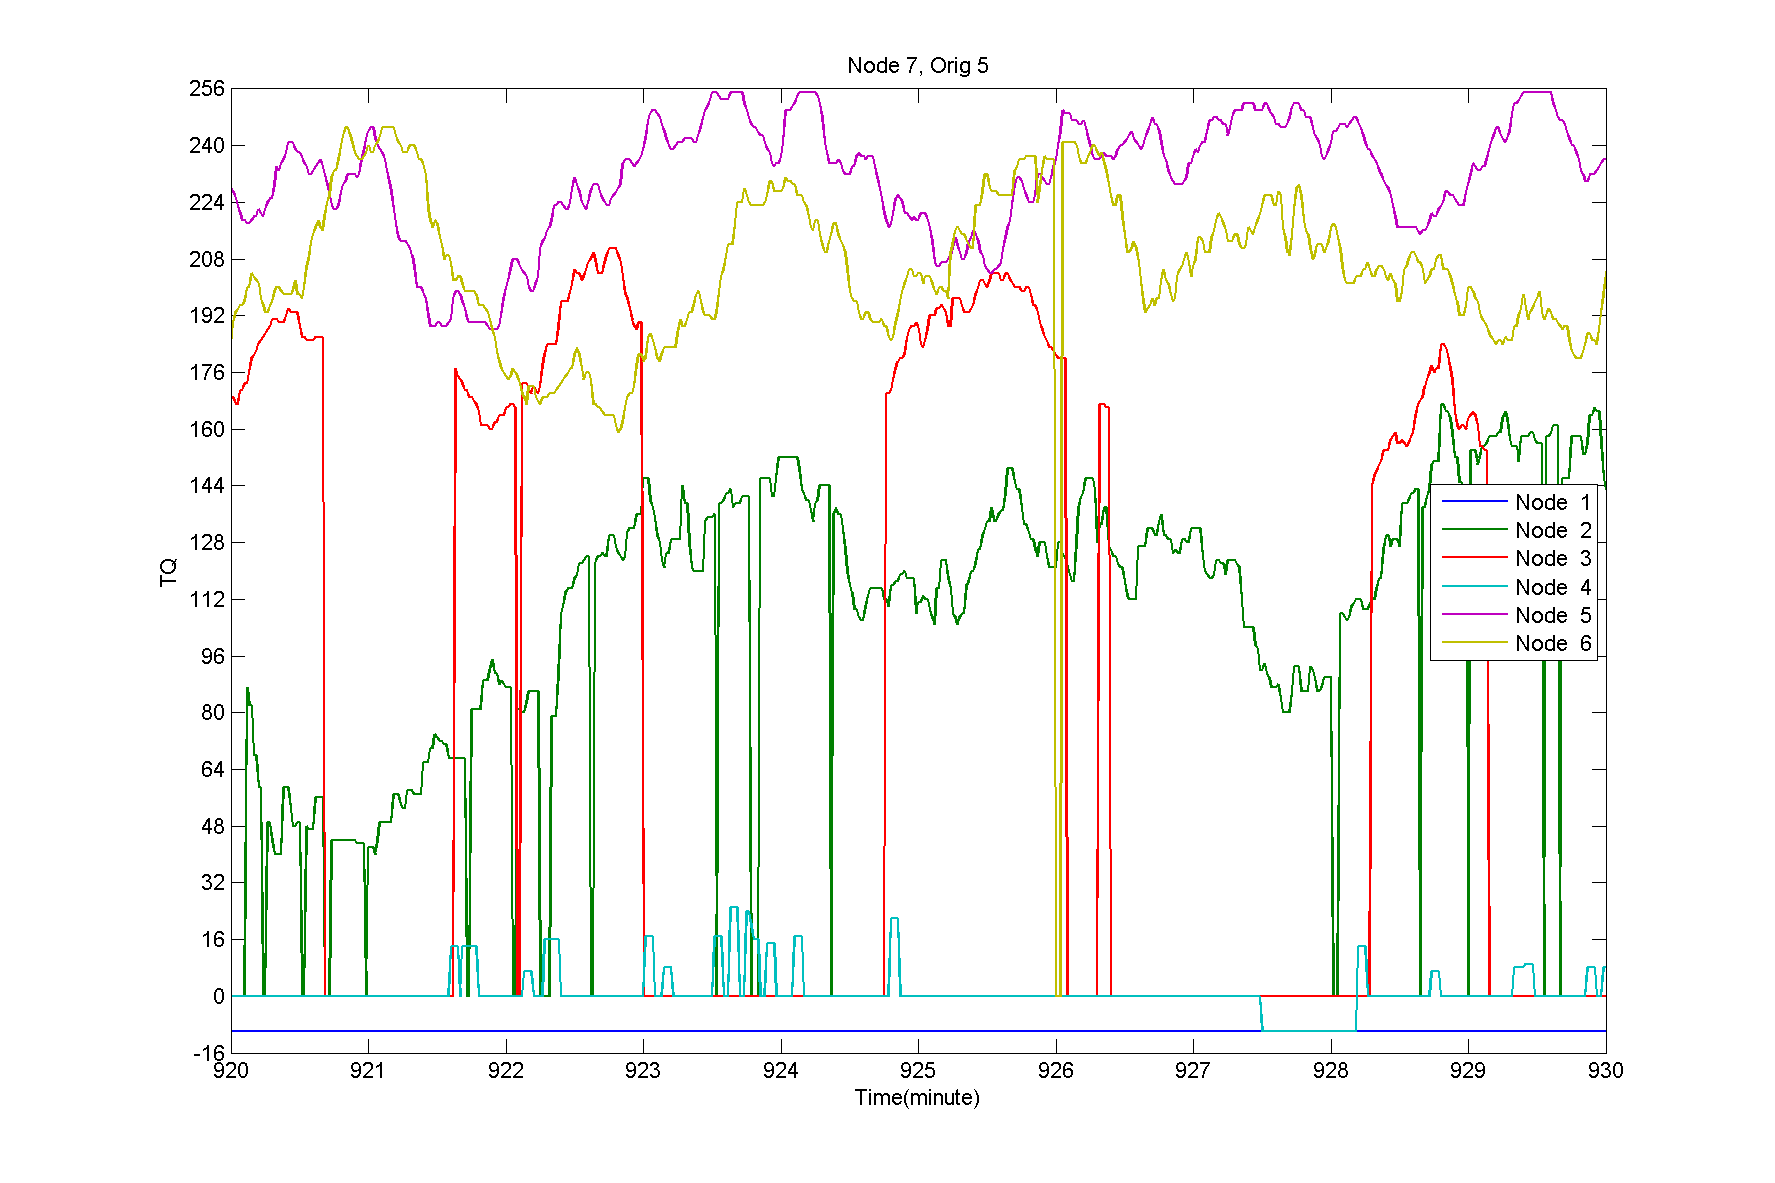 Node 7, Orig 5
256
240
224
208
192
176
160
144
128
112
96
80
64
48
32
16
0
-16
TQ
Node 1
Node 2
Node 3
Node 4
Node 5
Node 6
920 921 922 923 924 925 926 927 928 929 930
Time(minute)